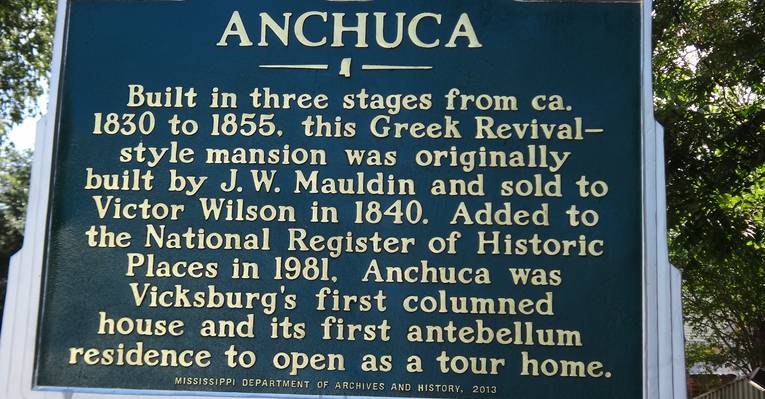 ANCHUCA
Built in three stages from ca.
1830 to 1855. this Greek Revival-
style mansion was originally
built by J. W. Mauldin and sold to
Victor Wilson in 1840. Added to
the National Register of Historic
Places in 1981. Anchuca was
Vicksburg's first columned
house and its first antebellum
residence to open as a tour home.
MISSISSIPPI DEPARTMENT OF ARCHIVES AND HISTORY, 2013